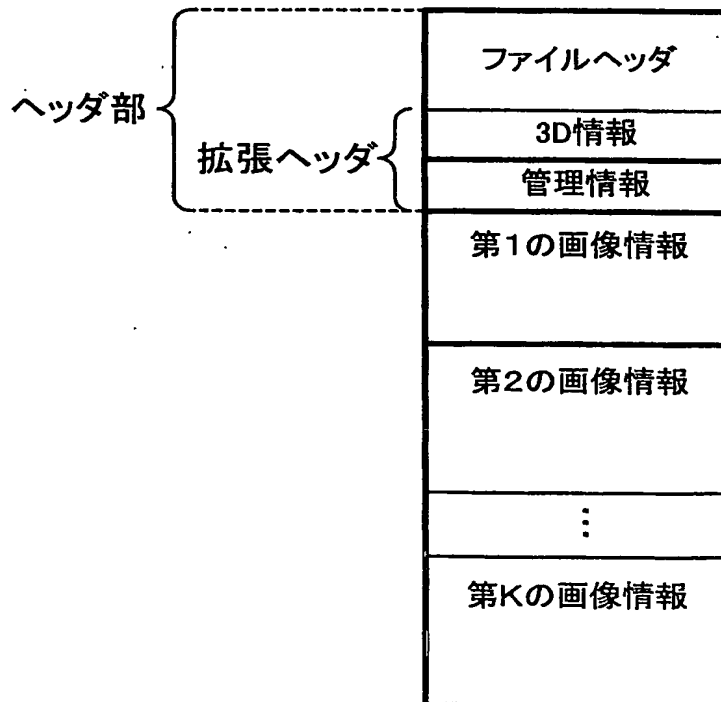 ファイルヘッダ
ヘッダ部
3D情報
拡張ヘッダ
管理情報
第1の画像情報
第2の画像情報
⋮
第Kの画像情報